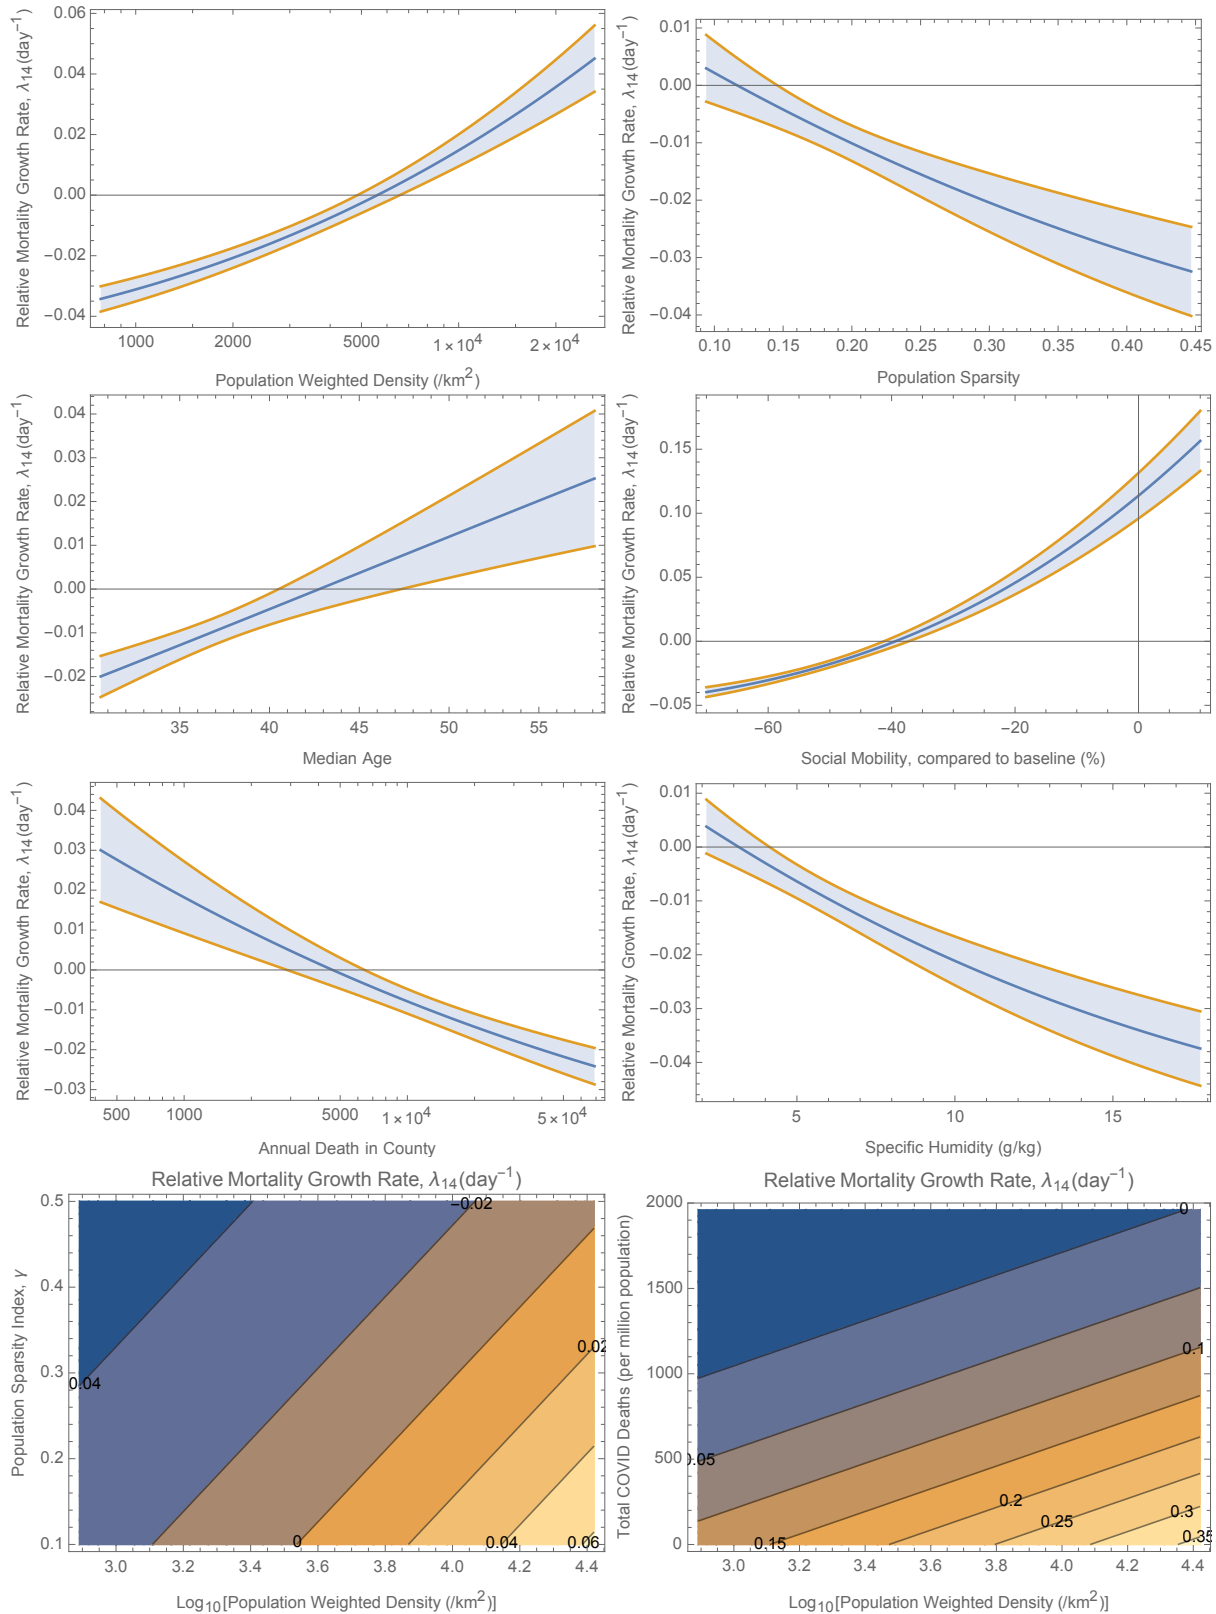 Relative Mortality Growth Rate, λ14(day−1)
0.06
0.04
0.02
0.00
−0.02
−0.04
1000 2000 5000 1×10^4 2×10^4
Population Weighted Density (/km2)
Relative Mortality Growth Rate, λ14(day−1)
0.01
0.00
−0.01
−0.02
−0.03
−0.04
0.10 0.15 0.20 0.25 0.30 0.35 0.40 0.45
Population Sparsity
Relative Mortality Growth Rate, λ14(day−1)
0.04
0.03
0.02
0.01
0.00
−0.01
−0.02
35 40 45 50 55
Median Age
Relative Mortality Growth Rate, λ14(day−1)
0.15
0.10
0.05
0.00
−0.05
−60 −40 −20 0
Social Mobility, compared to baseline (%)
Relative Mortality Growth Rate, λ14(day−1)
0.04
0.03
0.02
0.01
0.00
−0.01
−0.02
−0.03
500 1000 5000 1×10^4 5×10^4
Annual Death in County
Relative Mortality Growth Rate, λ14(day−1)
0.01
0.00
−0.01
−0.02
−0.03
−0.04
5 10 15
Specific Humidity (g/kg)
Relative Mortality Growth Rate, λ14(day−1)
Population Sparsity Index, γ
0.5
0.4
0.3
0.2
0.1
−0.02
0.02
0.04
0
0.04
0.06
3.0 3.2 3.4 3.6 3.8 4.0 4.2 4.4
Log10[Population Weighted Density (/km2)]
Relative Mortality Growth Rate, λ14(day−1)
Total COVID Deaths (per million population)
2000
1500
1000
500
0
0
0.1
0.05
0.2
0.25
0.3
0.15
0.35
3.0 3.2 3.4 3.6 3.8 4.0 4.2 4.4
Log10[Population Weighted Density (/km2)]